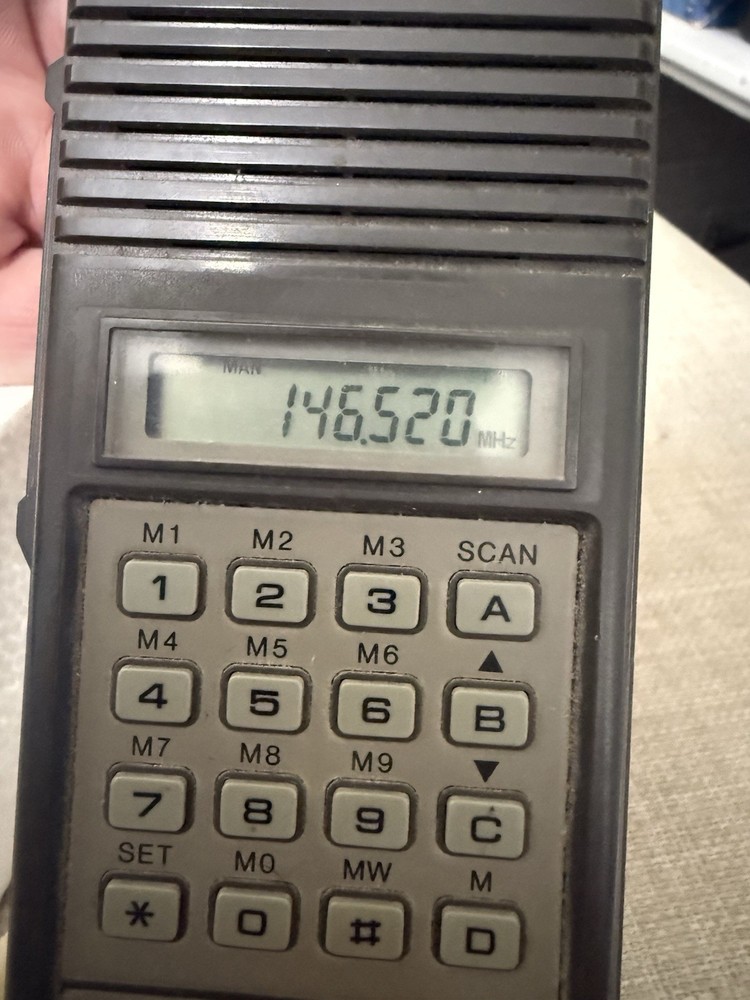 MAN
146.520 MHz
M1 M2 M3 SCAN
1 2 3 A
M4 M5 M6 ▲
4 5 6 B
M7 M8 M9 ▼
7 8 9 C
SET M0 MW M
* 0 # D